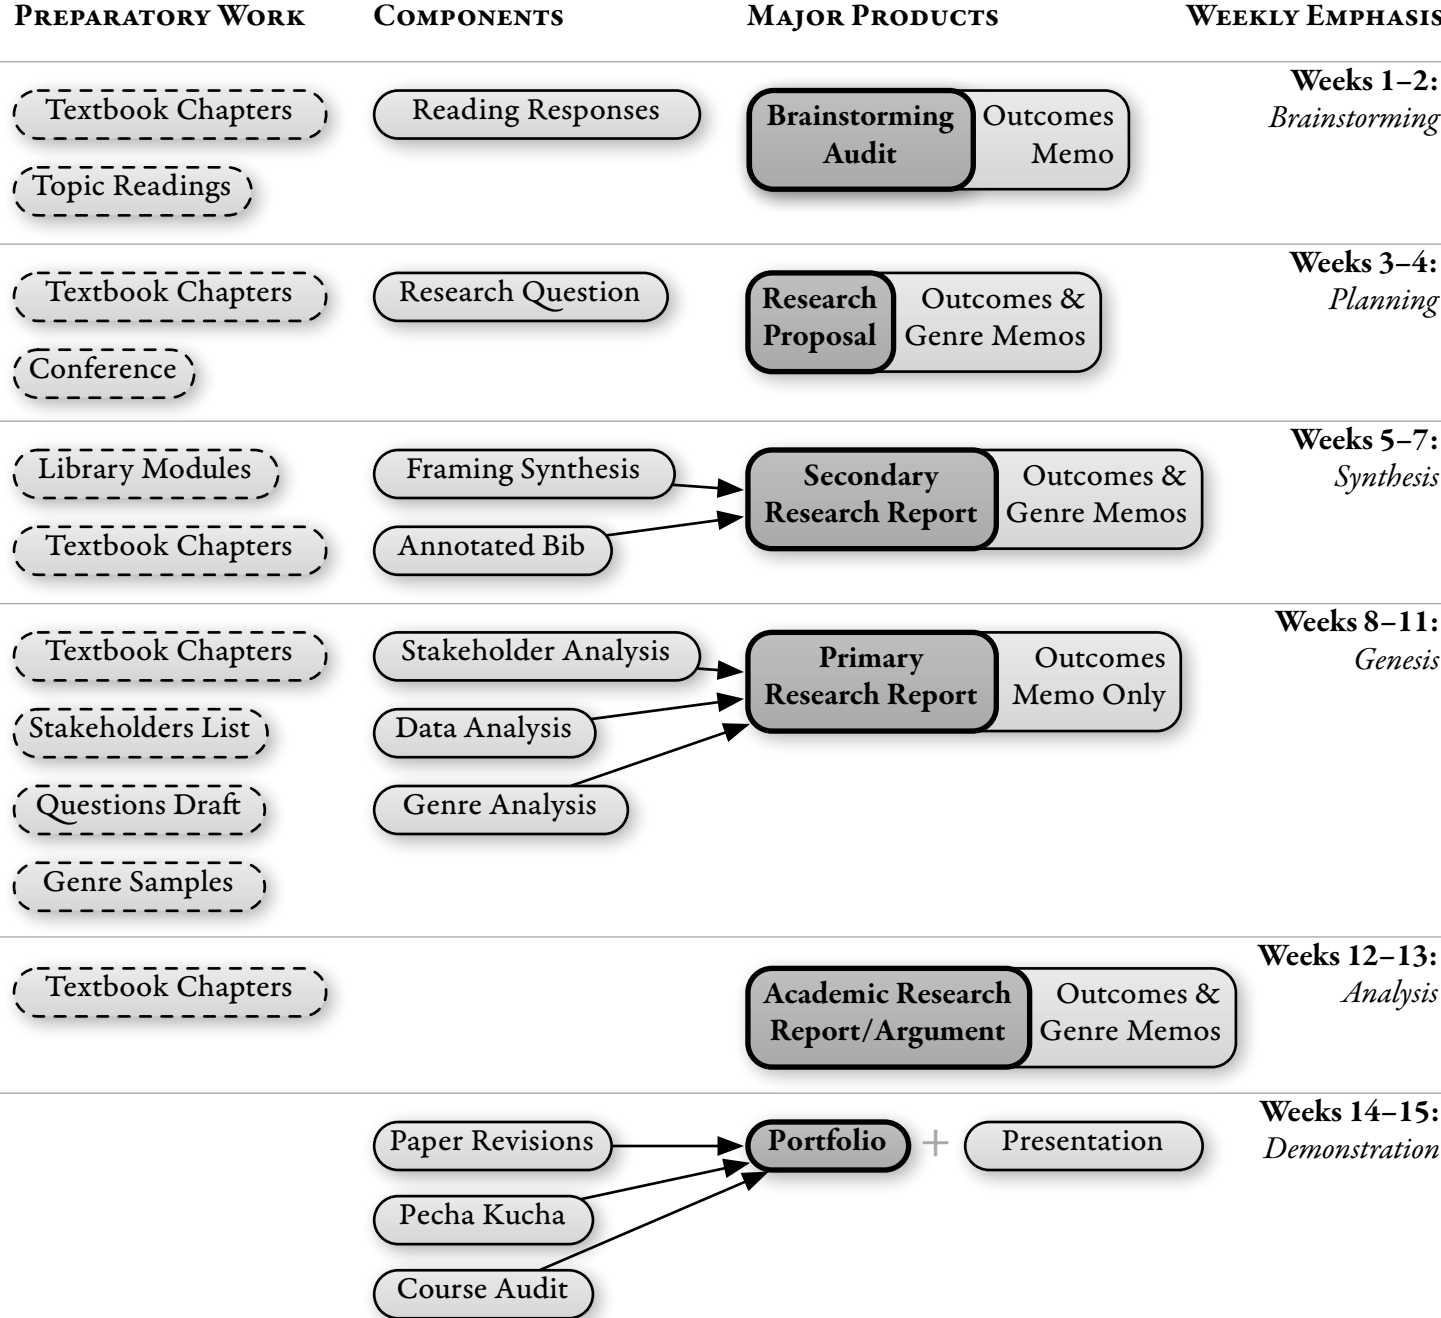 PREPARATORY WORK COMPONENTS MAJOR PRODUCTS WEEKLY EMPHASIS
Weeks 1–2:
Brainstorming
Textbook Chapters
Topic Readings
Reading Responses
Brainstorming
Audit
Outcomes
Memo
Weeks 3–4:
Planning
Textbook Chapters
Conference
Research Question
Research
Proposal
Outcomes &
Genre Memos
Weeks 5–7:
Synthesis
Library Modules
Textbook Chapters
Framing Synthesis
Annotated Bib
Secondary
Research Report
Outcomes &
Genre Memos
Weeks 8–11:
Genesis
Textbook Chapters
Stakeholders List
Questions Draft
Genre Samples
Stakeholder Analysis
Data Analysis
Genre Analysis
Primary
Research Report
Outcomes
Memo Only
Weeks 12–13:
Analysis
Textbook Chapters
Academic Research
Report/Argument
Outcomes &
Genre Memos
Weeks 14–15:
Demonstration
Paper Revisions
Pecha Kucha
Course Audit
Portfolio + Presentation